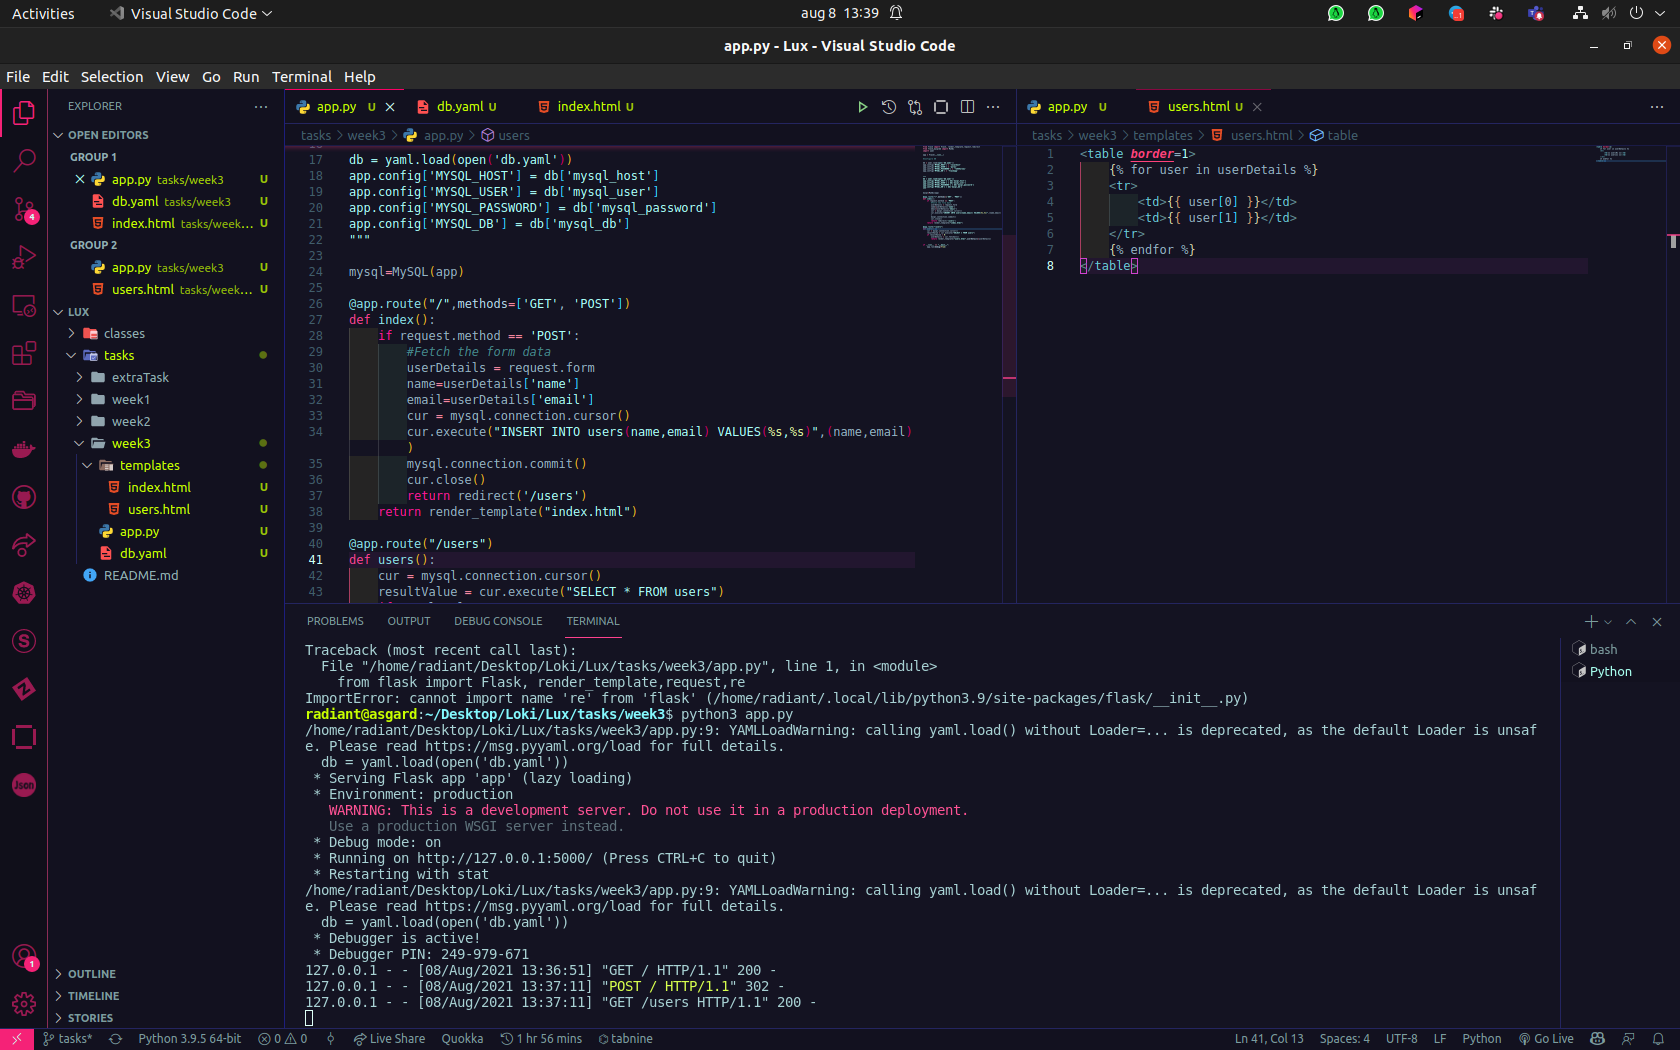 Activities
Visual Studio Code
aug 8 13:39
app.py - Lux - Visual Studio Code
File Edit Selection View Go Run Terminal Help
EXPLORER
OPEN EDITORS
GROUP 1
app.py tasks/week3 U
db.yaml tasks/week3 U
index.html tasks/week... U
GROUP 2
app.py tasks/week3 U
users.html tasks/week... U
LUX
classes
tasks
extraTask
week1
week2
week3
templates
index.html U
users.html U
app.py U
db.yaml U
README.md
OUTLINE
TIMELINE
STORIES
4
1
Json
app.py U
db.yaml U
index.html U
tasks > week3 > app.py > users
17 db = yaml.load(open('db.yaml'))
18 app.config['MYSQL_HOST'] = db['mysql_host']
19 app.config['MYSQL_USER'] = db['mysql_user']
20 app.config['MYSQL_PASSWORD'] = db['mysql_password']
21 app.config['MYSQL_DB'] = db['mysql_db']
22 """
23
24 mysql=MySQL(app)
25
26 @app.route("/",methods=['GET', 'POST'])
27 def index():
28 if request.method == 'POST':
29 #Fetch the form data
30 userDetails = request.form
31 name=userDetails['name']
32 email=userDetails['email']
33 cur = mysql.connection.cursor()
34 cur.execute("INSERT INTO users(name,email) VALUES(%s,%s)",(name,email)
)
35 mysql.connection.commit()
36 cur.close()
37 return redirect('/users')
38 return render_template("index.html")
39
40 @app.route("/users")
41 def users():
42 cur = mysql.connection.cursor()
43 resultValue = cur.execute("SELECT * FROM users")
app.py U
users.html U
tasks > week3 > templates > users.html > table
1 <table border=1>
2 {% for user in userDetails %}
3 <tr>
4 <td>{{ user[0] }}</td>
5 <td>{{ user[1] }}</td>
6 </tr>
7 {% endfor %}
8 </table>
PROBLEMS OUTPUT DEBUG CONSOLE TERMINAL
bash
Python
Traceback (most recent call last):
File "/home/radiant/Desktop/Loki/Lux/tasks/week3/app.py", line 1, in <module>
from flask import Flask, render_template,request,re
ImportError: cannot import name 're' from 'flask' (/home/radiant/.local/lib/python3.9/site-packages/flask/__init__.py)
radiant@asgard:~/Desktop/Loki/Lux/tasks/week3$ python3 app.py
/home/radiant/Desktop/Loki/Lux/tasks/week3/app.py:9: YAMLLoadWarning: calling yaml.load() without Loader=... is deprecated, as the default Loader is unsaf
e. Please read https://msg.pyyaml.org/load for full details.
db = yaml.load(open('db.yaml'))
* Serving Flask app 'app' (lazy loading)
* Environment: production
WARNING: This is a development server. Do not use it in a production deployment.
Use a production WSGI server instead.
* Debug mode: on
* Running on http://127.0.0.1:5000/ (Press CTRL+C to quit)
* Restarting with stat
/home/radiant/Desktop/Loki/Lux/tasks/week3/app.py:9: YAMLLoadWarning: calling yaml.load() without Loader=... is deprecated, as the default Loader is unsaf
e. Please read https://msg.pyyaml.org/load for full details.
db = yaml.load(open('db.yaml'))
* Debugger is active!
* Debugger PIN: 249-979-671
127.0.0.1 - - [08/Aug/2021 13:36:51] "GET / HTTP/1.1" 200 -
127.0.0.1 - - [08/Aug/2021 13:37:11] "POST / HTTP/1.1" 302 -
127.0.0.1 - - [08/Aug/2021 13:37:11] "GET /users HTTP/1.1" 200 -
tasks* Python 3.9.5 64-bit 0 0 Live Share Quokka 1 hr 56 mins tabnine Ln 41, Col 13 Spaces: 4 UTF-8 LF Python Go Live